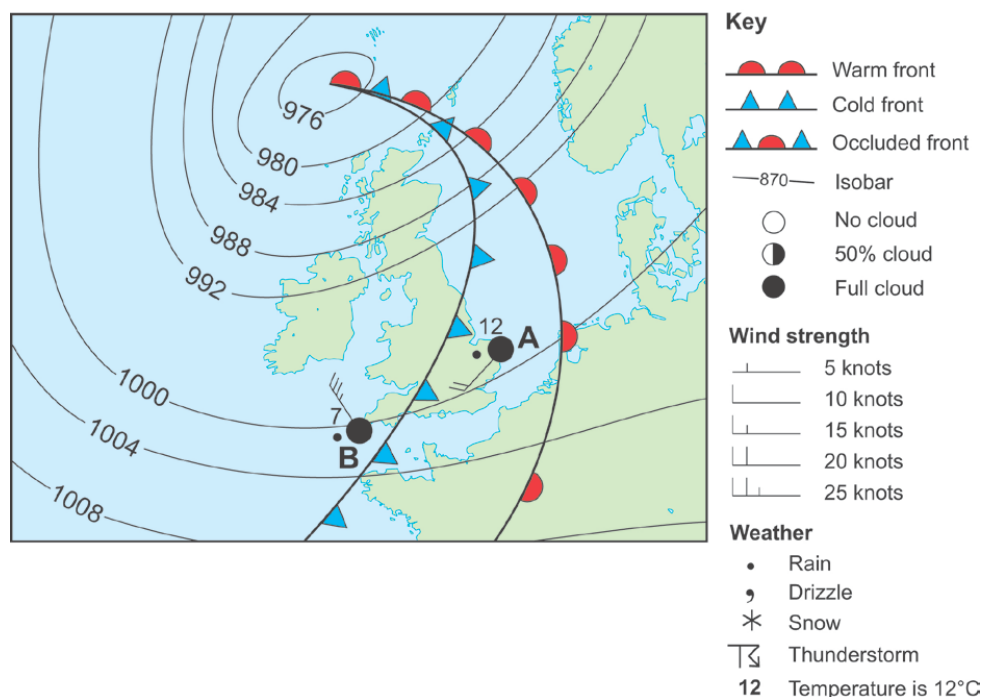 976
980
984
988
992
1000
1004
1008
12
A
7
B
Key
Warm front
Cold front
Occluded front
870 Isobar
No cloud
50% cloud
Full cloud
Wind strength
5 knots
10 knots
15 knots
20 knots
25 knots
Weather
Rain
Drizzle
Snow
Thunderstorm
12 Temperature is 12°C